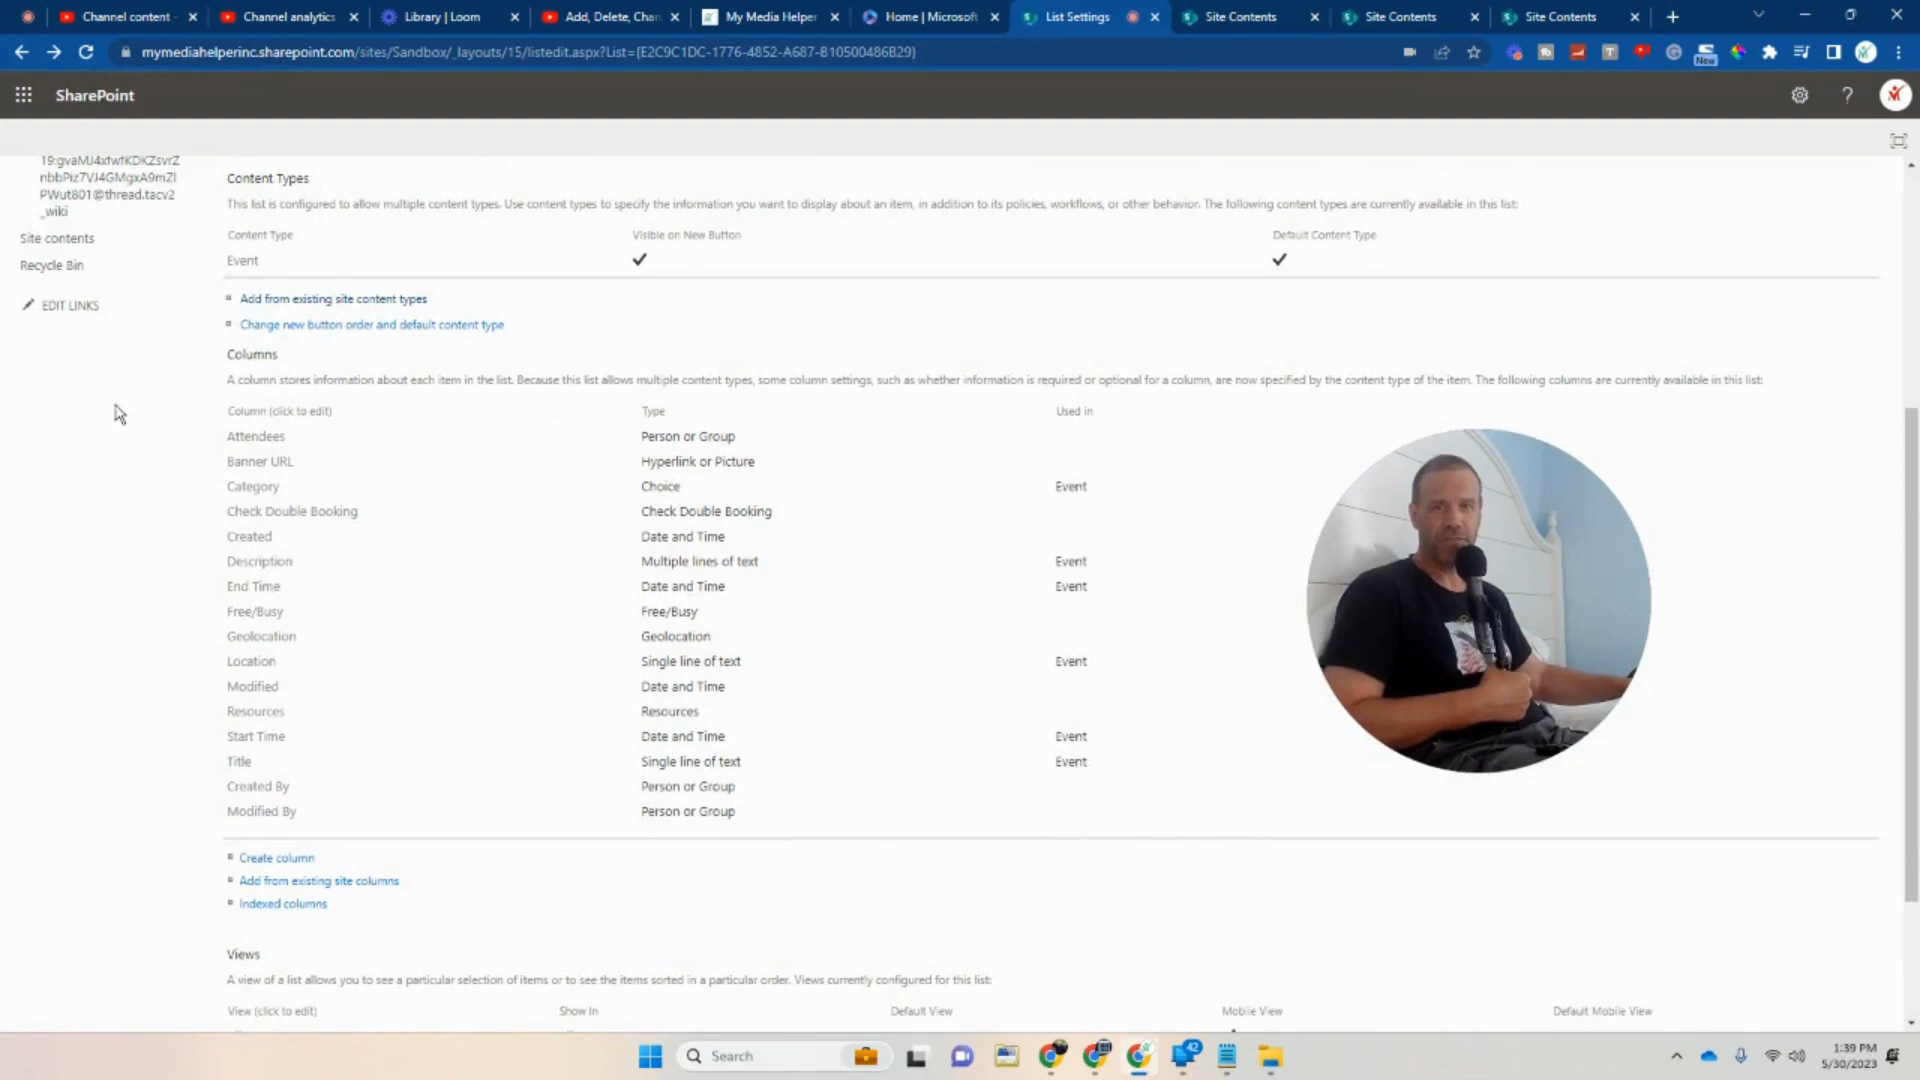 Channel content -
Channel analytics
Library | Loom
Add, Delete, Chan
My Media Helper
Home | Microsoft
List Settings
Site Contents
Site Contents
Site Contents
mymediahelperinc.sharepoint.com/sites/Sandbox/_layouts/15/listedit.aspx?List={E2C9C1DC-1776-4852-A687-B10500486B29}
New
SharePoint
nbbPiz7VJ4GMgxA9mZl
PWut801@thread.tacv2
_wiki
Site contents
Recycle Bin
EDIT LINKS
Content Types
This list is configured to allow multiple content types. Use content types to specify the information you want to display about an item, in addition to its policies, workflows, or other behavior. The following content types are currently available in this list:
Content Type Visible on New Button Default Content Type
Event
Add from existing site content types
Change new button order and default content type
Columns
A column stores information about each item in the list. Because this list allows multiple content types, some column settings, such as whether information is required or optional for a column, are now specified by the content type of the item. The following columns are currently available in this list:
Column (click to edit) Type Used in
Attendees Person or Group
Banner URL Hyperlink or Picture
Category Choice Event
Check Double Booking Check Double Booking
Created Date and Time
Description Multiple lines of text Event
End Time Date and Time Event
Free/Busy Free/Busy
Geolocation Geolocation
Location Single line of text Event
Modified Date and Time
Resources Resources
Start Time Date and Time Event
Title Single line of text Event
Created By Person or Group
Modified By Person or Group
Create column
Add from existing site columns
Indexed columns
Views
A view of a list allows you to see a particular selection of items or to see the items sorted in a particular order. Views currently configured for this list:
View (click to edit) Show In Default View Mobile View Default Mobile View
Search
42
1:39 PM
5/30/2023